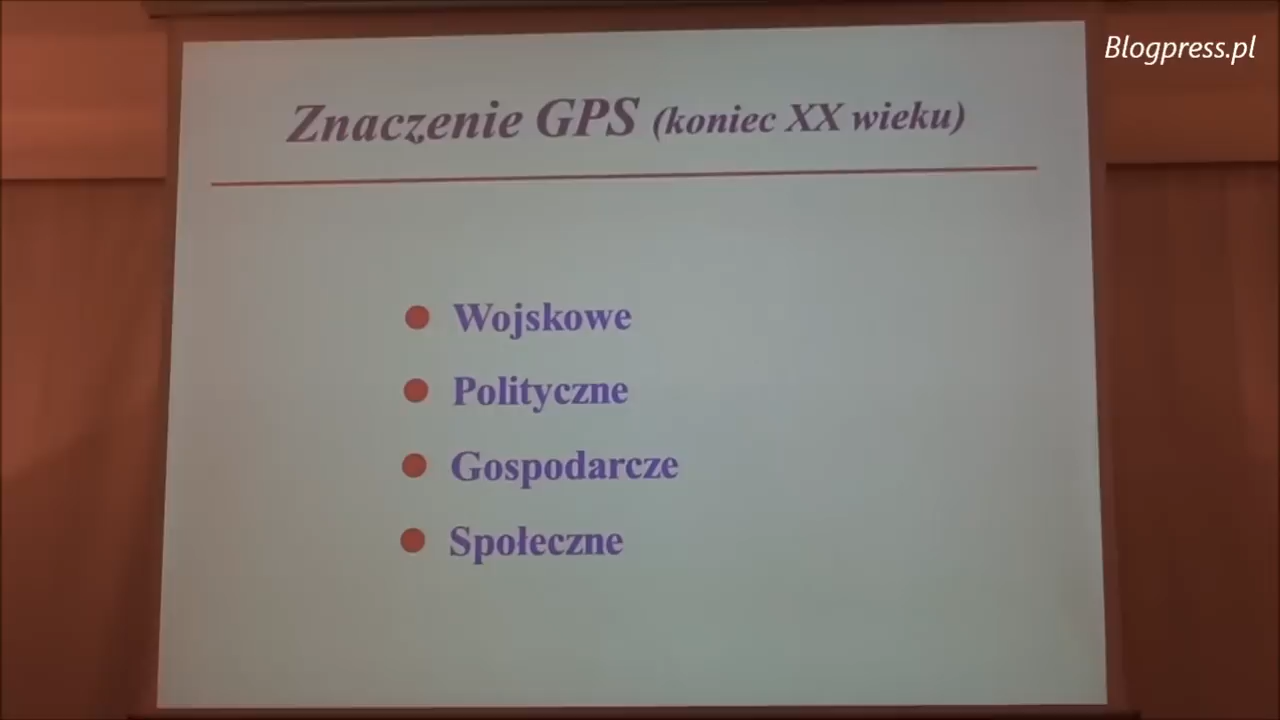 Blogpress.pl
Znaczenie GPS (koniec XX wieku)
Wojskowe
Polityczne
Gospodarcze
Społeczne